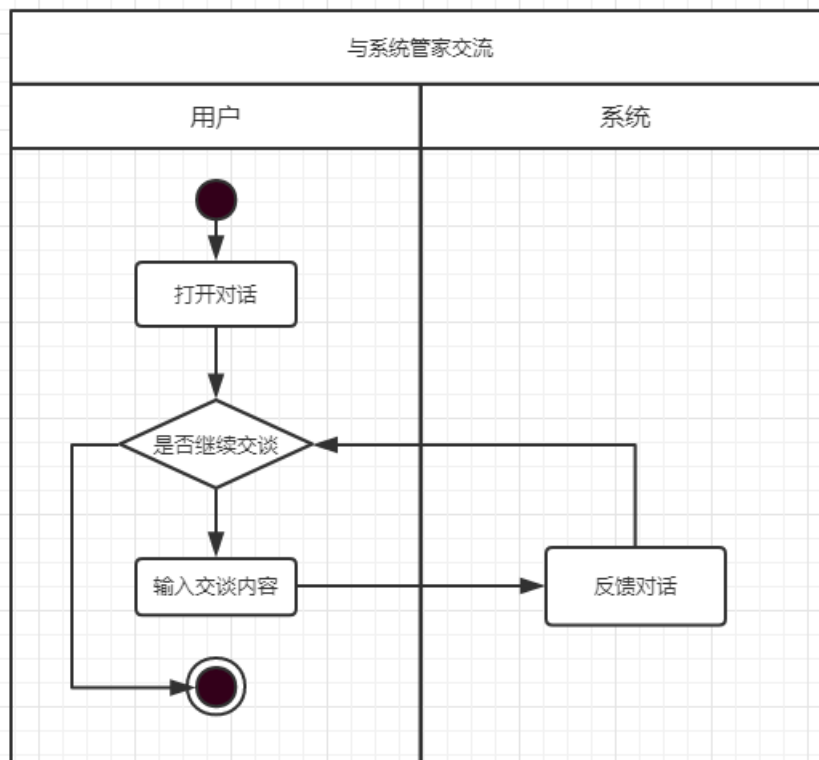 与系统管家交流
用户
系统
打开对话
是否继续交谈
输入交谈内容
反馈对话